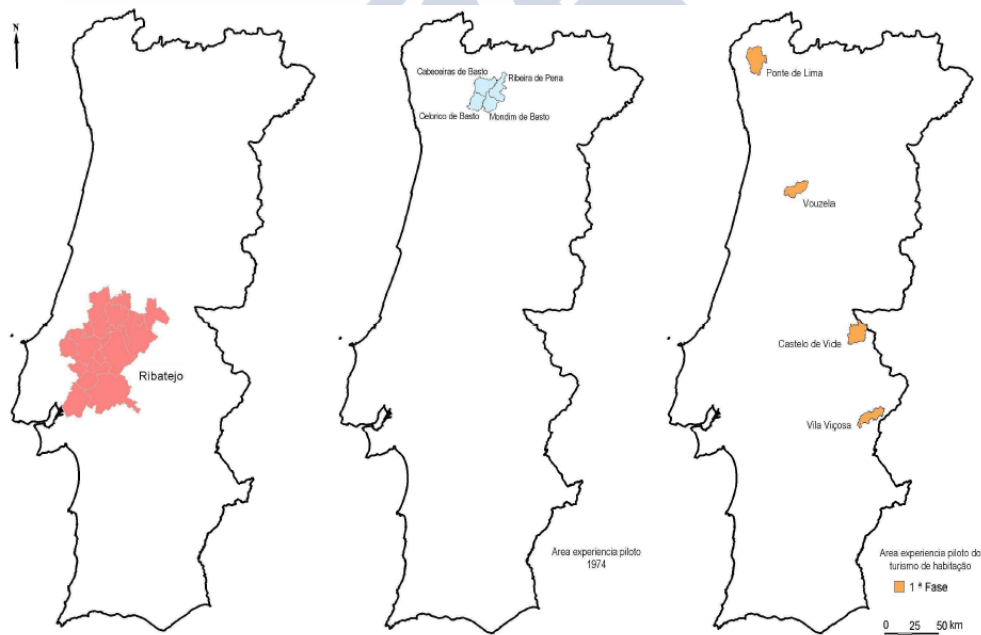 N
Ribatejo
Cabeceiras de Basto
Ribeira de Pena
Celorico de Basto
Mondim de Basto
Area experiencia piloto
1974
Ponte de Lima
Vouzela
Castelo de Vide
Vila Viçosa
Area experiencia piloto do
turismo de habitação
1 ª Fase
0 25 50 km